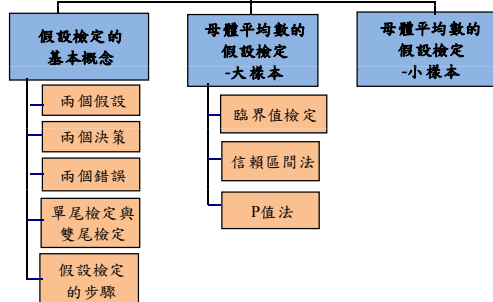 假設檢定的
基本概念
兩個假設
兩個決策
兩個錯誤
單尾檢定與
雙尾檢定
假設檢定
的步驟
母體平均數的
假設檢定
-大樣本
臨界值檢定
信賴區間法
P值法
母體平均數的
假設檢定
-小樣本